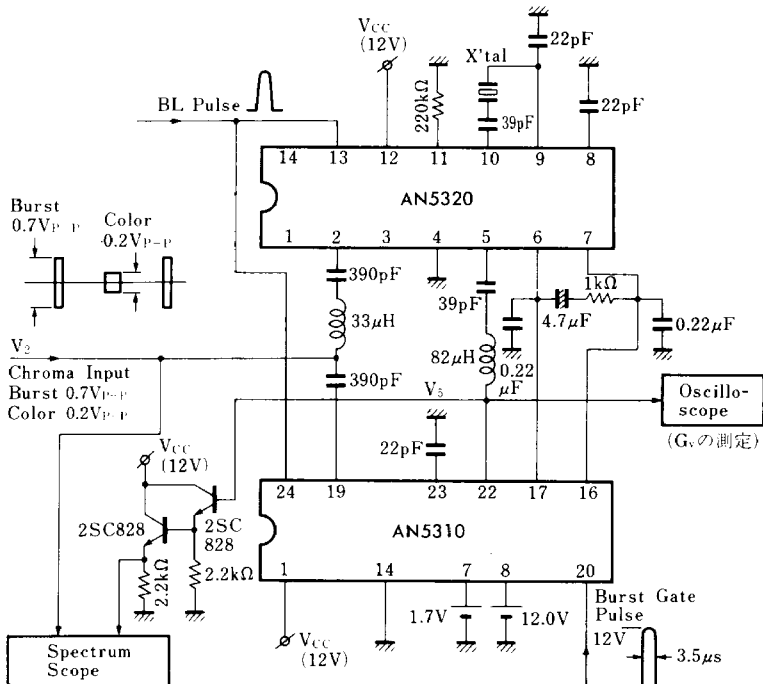 VCC
(12V)
22pF
X'tal
BL Pulse
220kΩ
39pF
22pF
14 13 12 11 10 9 8
AN5320
1 2 3 4 5 6 7
Burst
0.7VP-P
Color
0.2VP-P
390pF
33μH
39pF
1kΩ
4.7μF
0.22μF
82μH
0.22
μF
V2
Chroma Input
Burst 0.7VP-P
Color 0.2VP-P
390pF
V5
Oscillo-
scope
(Gvの測定)
22pF
VCC
(12V)
24 19 23 22 17 16
2SC828
2SC
828
AN5310
2.2kΩ
2.2kΩ
1 14 7 8 20
1.7V
12.0V
Burst Gate
Pulse
12V
3.5μs
VCC
(12V)
Spectrum
Scope